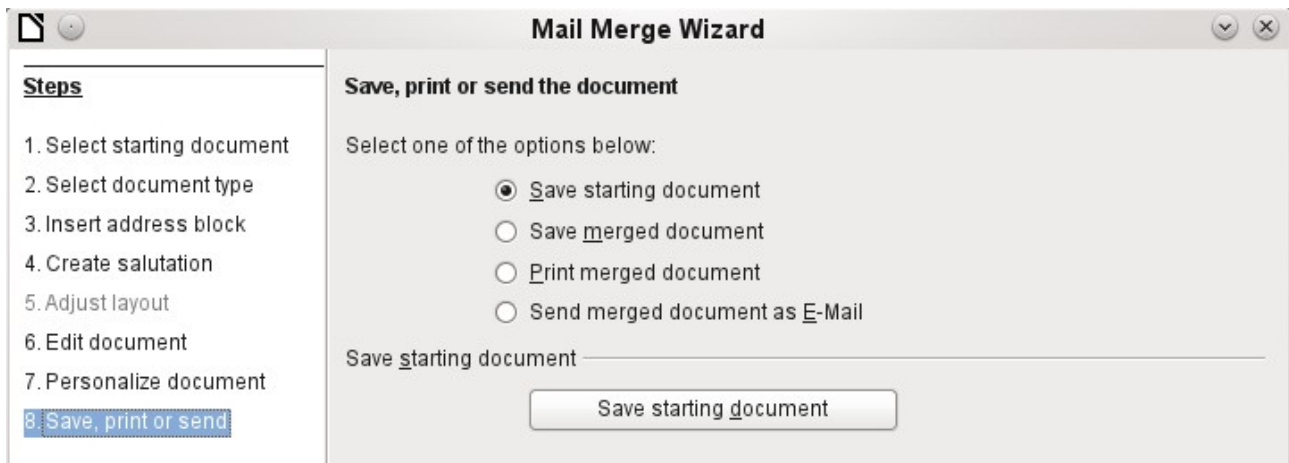 Mail Merge Wizard
Steps
1. Select starting document
2. Select document type
3. Insert address block
4. Create salutation
5. Adjust layout
6. Edit document
7. Personalize document
8. Save, print or send
Save, print or send the document
Select one of the options below:
Save starting document
Save merged document
Print merged document
Send merged document as E-Mail
Save starting document
Save starting document